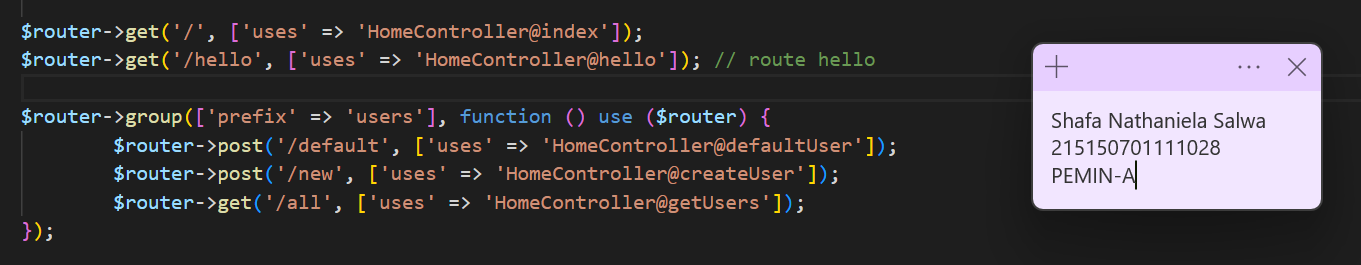 $router->get('/', ['uses' => 'HomeController@index']);
$router->get('/hello', ['uses' => 'HomeController@hello']); // route hello
$router->group(['prefix' => 'users'], function () use ($router) {
        $router->post('/default', ['uses' => 'HomeController@defaultUser']);
        $router->post('/new', ['uses' => 'HomeController@createUser']);
        $router->get('/all', ['uses' => 'HomeController@getUsers']);
});
Shafa Nathaniela Salwa
215150701111028
PEMIN-A